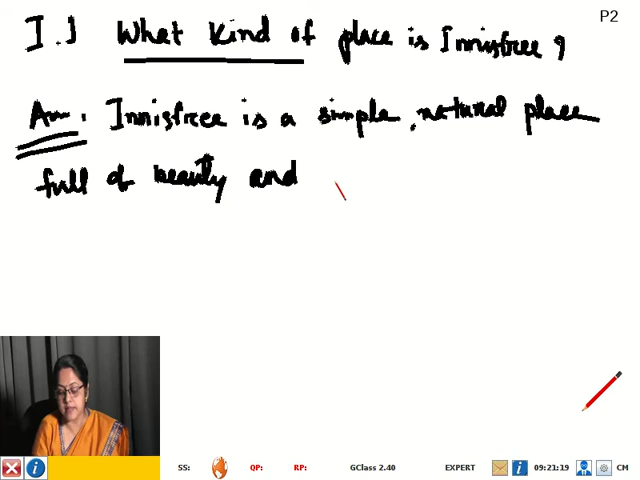 P2
I.1 What Kind of place is Innisfree ?
Ans: Innisfree is a simple, natural place
full of beauty and
SS: QP: RP: GClass 2.40 EXPERT 09:21:19 CM